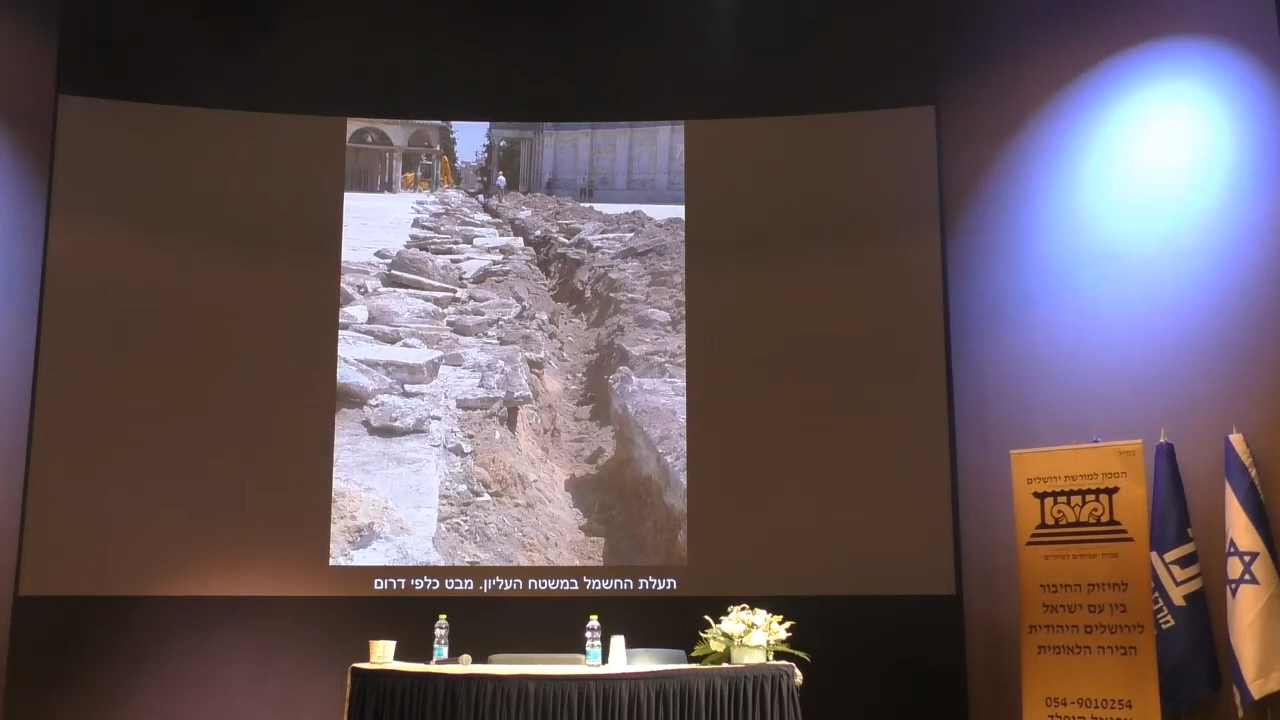 תעלת החשמל במשטח העליון. מבט כלפי דרום
המכון למורשת ירושלים
לחיזוק החיבור
בין עם ישראל
לירושלים היהודית
הבירה הלאומית
054-9010254